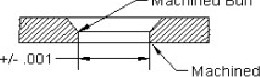 Machined Burr
+/- .001
Machined